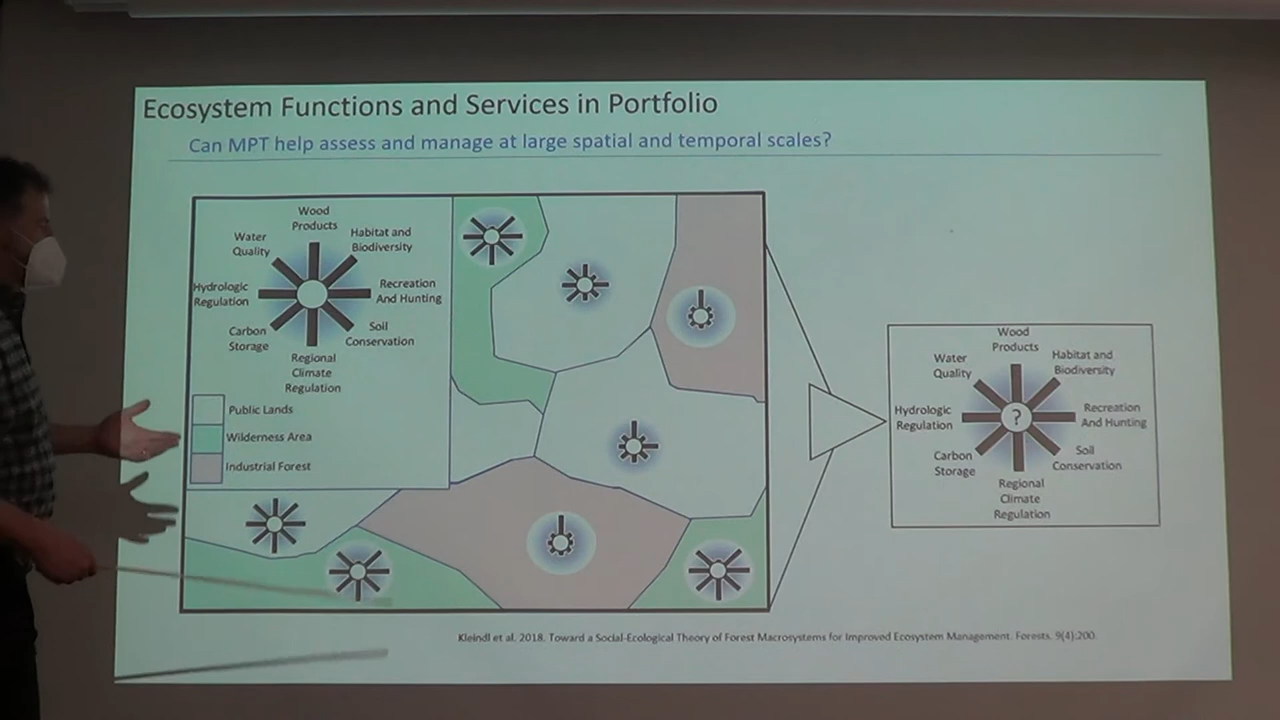 Ecosystem Functions and Services in Portfolio
Can MPT help assess and manage at large spatial and temporal scales?
Wood
Products
Habitat and
Biodiversity
Water
Quality
Recreation
And Hunting
Hydrologic
Regulation
Soil
Conservation
Carbon
Storage
Regional
Climate
Regulation
Public Lands
Wilderness Area
Industrial Forest
Wood
Products
Habitat and
Biodiversity
Water
Quality
Recreation
And Hunting
Hydrologic
Regulation
?
Soil
Conservation
Carbon
Storage
Regional
Climate
Regulation
Kleindl et al. 2018. Toward a Social-Ecological Theory of Forest Macrosystems for Improved Ecosystem Management. Forests. 9(4):200.